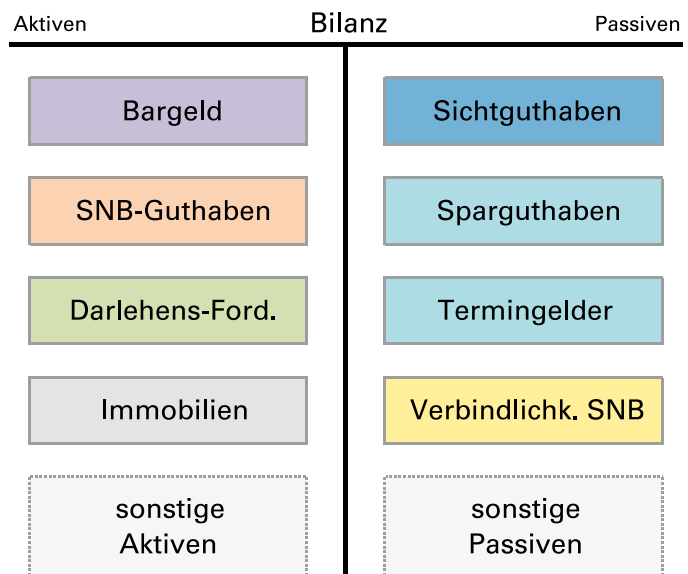 Aktiven Bilanz Passiven
Bargeld Sichtguthaben
SNB-Guthaben Sparguthaben
Darlehens-Ford. Termingelder
Immobilien Verbindlichk. SNB
sonstige sonstige
Aktiven Passiven